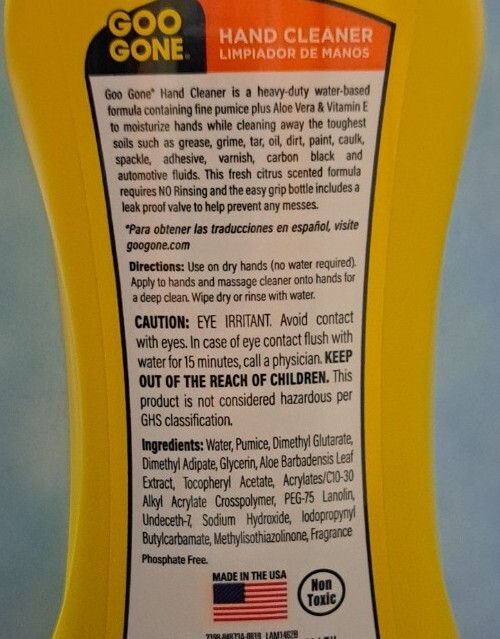 GOO
GONE®
HAND CLEANER
LIMPIADOR DE MANOS
Goo Gone® Hand Cleaner is a heavy-duty water-based
formula containing fine pumice plus Aloe Vera & Vitamin E
to moisturize hands while cleaning away the toughest
soils such as grease, grime, tar, oil, dirt, paint, caulk,
spackle, adhesive, varnish, carbon black and
automotive fluids. This fresh citrus scented formula
requires NO Rinsing and the easy grip bottle includes a
leak proof valve to help prevent any messes.
*Para obtener las traducciones en español, visite
googone.com
Directions: Use on dry hands (no water required).
Apply to hands and massage cleaner onto hands for
a deep clean. Wipe dry or rinse with water.
CAUTION: EYE IRRITANT. Avoid contact
with eyes. In case of eye contact flush with
water for 15 minutes, call a physician. KEEP
OUT OF THE REACH OF CHILDREN. This
product is not considered hazardous per
GHS classification.
Ingredients: Water, Pumice, Dimethyl Glutarate,
Dimethyl Adipate, Glycerin, Aloe Barbadensis Leaf
Extract, Tocopheryl Acetate, Acrylates/C10-30
Alkyl Acrylate Crosspolymer, PEG-75 Lanolin,
Undeceth-7, Sodium Hydroxide, Iodopropynyl
Butylcarbamate, Methylisothiazolinone, Fragrance
Phosphate Free.
MADE IN THE USA
Non
Toxic